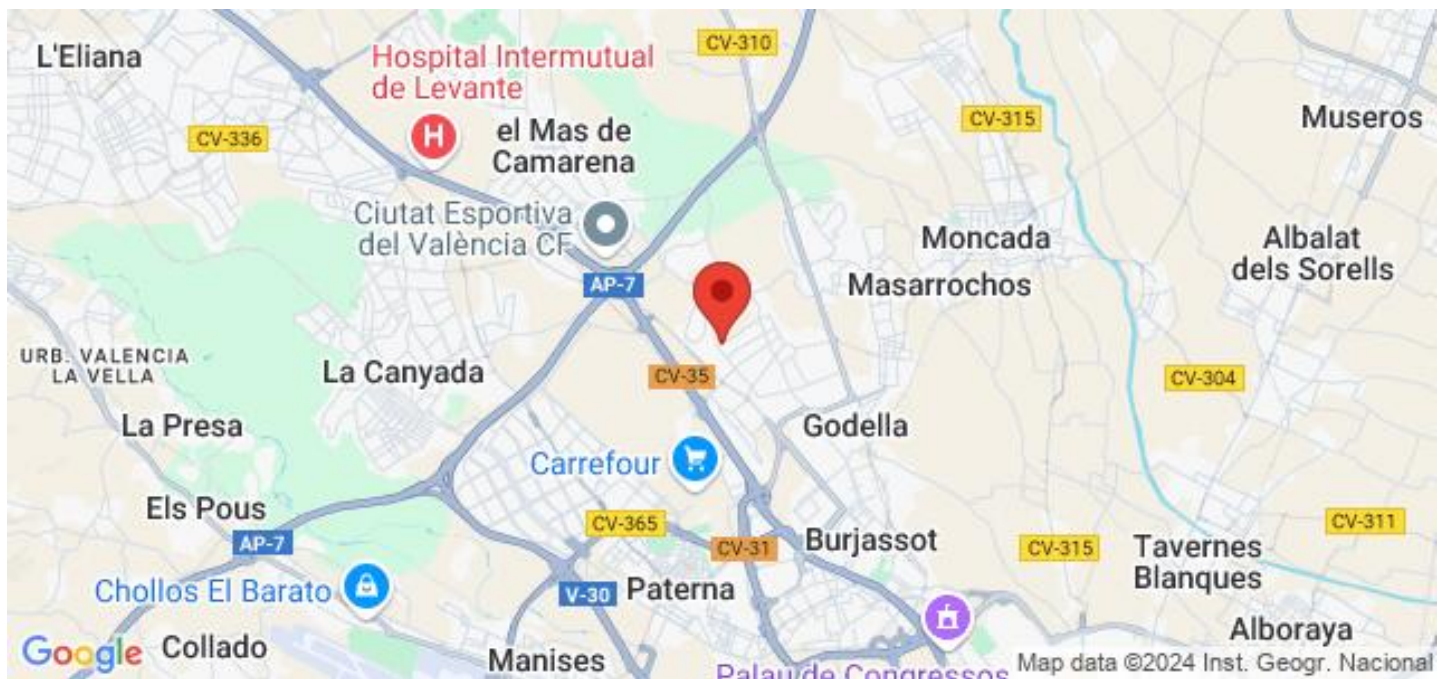 L'Eliana
CV-310
Hospital Intermutual
de Levante
Museros
CV-315
CV-336
el Mas de
Camarena
Ciutat Esportiva
del València CF
Moncada
Albalat
dels Sorells
AP-7
Masarrochos
URB. VALENCIA
LA VELLA
La Canyada
CV-35
CV-304
La Presa
Godella
Carrefour
Els Pous
CV-365
CV-311
AP-7
CV-31
Burjassot
CV-315
Tavernes
Blanques
Chollos El Barato
V-30
Paterna
Alboraya
Google
Collado
Manises
Palau de Congressos
Map data ©2024 Inst. Geogr. Nacional